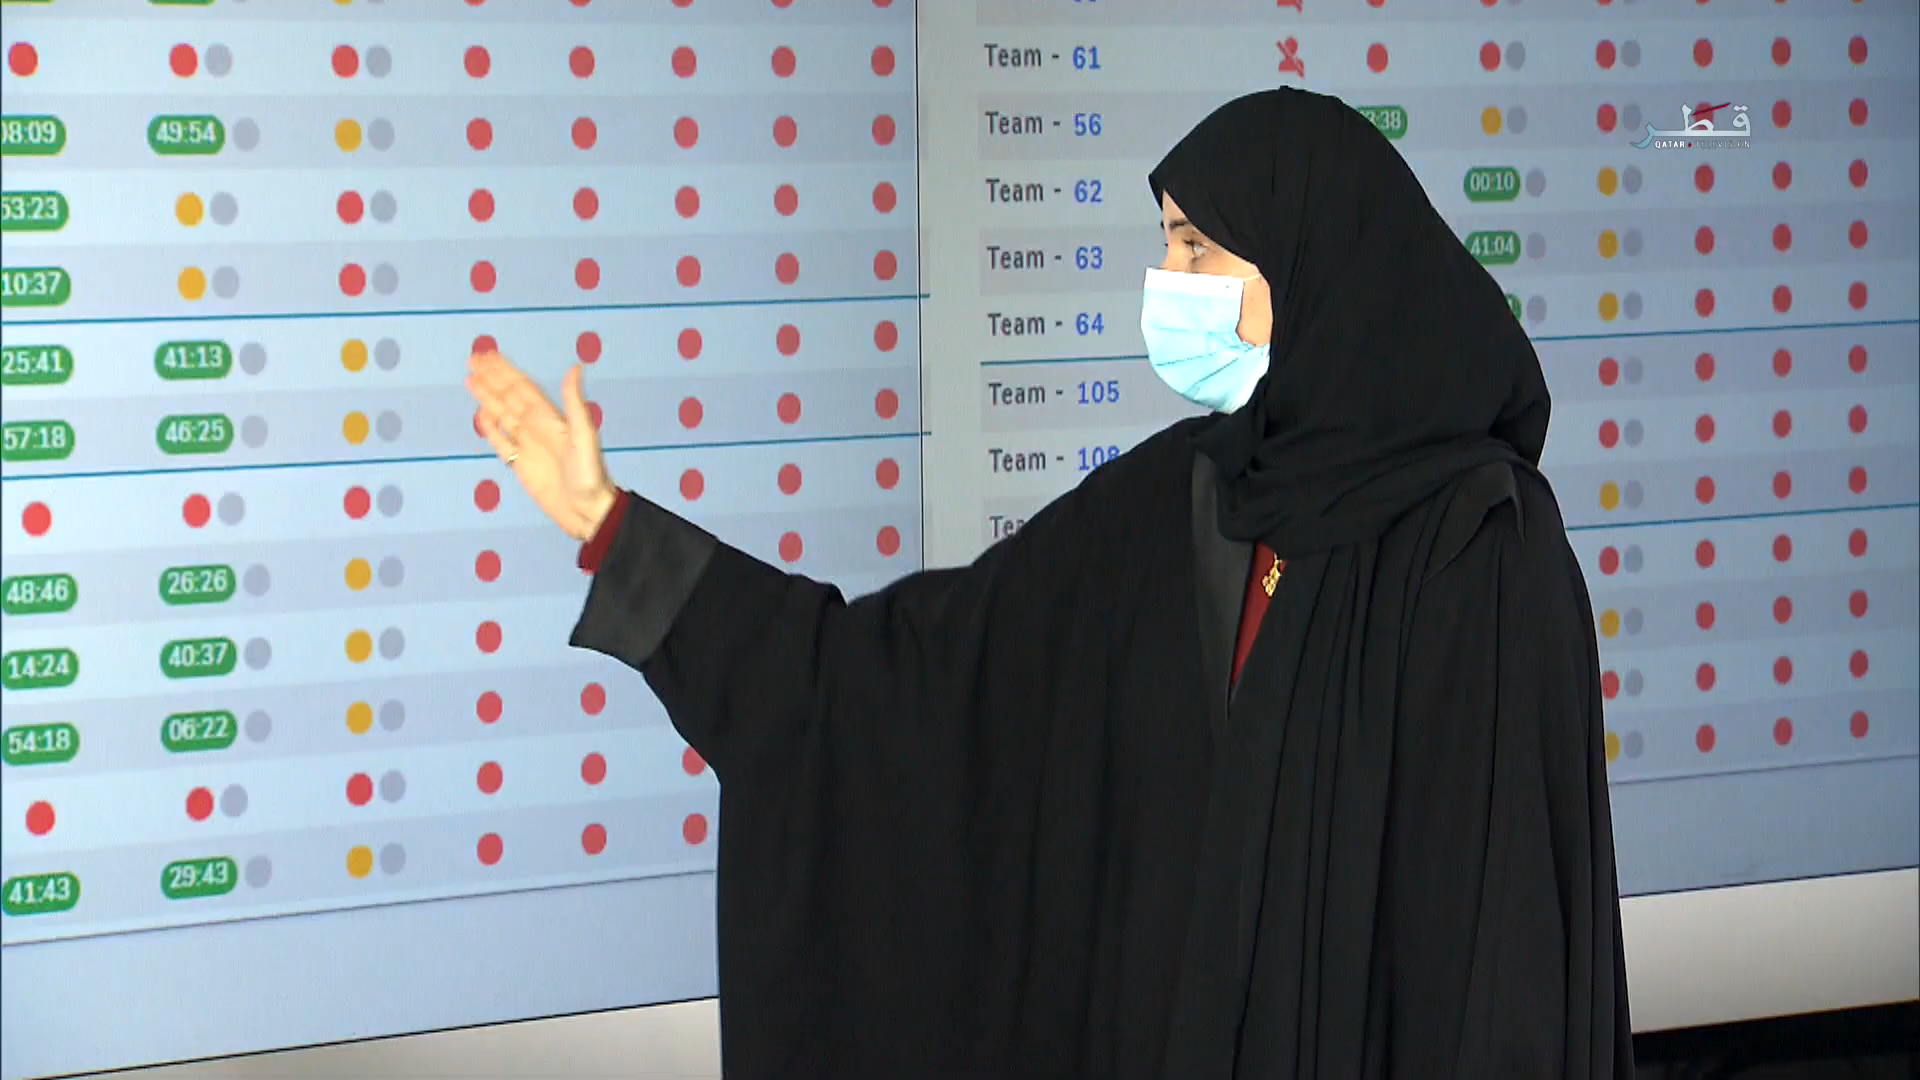 Team - 61
08:09 49:54
Team - 56
53:23
Team - 62 00:10
10:37
Team - 63 41:04
25:41 41:13
Team - 64
57:18 46:25
Team - 105
Team - 108
48:46 26:26
14:24 40:37
54:18 06:22
41:43 29:43
قطر
QATAR TELEVISION